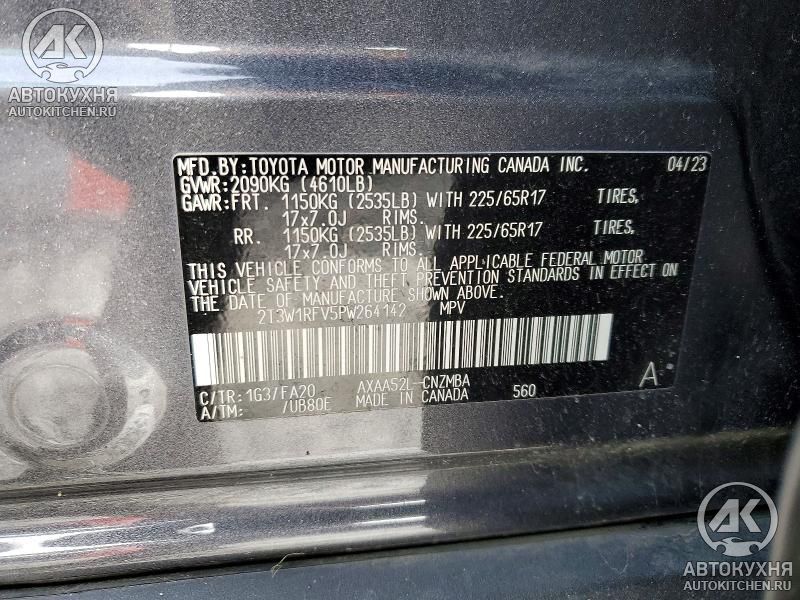 АК
АВТОКУХНЯ
AUTOKITCHEN.RU
MFD. BY: TOYOTA MOTOR MANUFACTURING CANADA INC. 04/23
GVWR: 2090KG (4610LB)
GAWR: FRT. 1150KG (2535LB) WITH 225/65R17 TIRES,
17x7.0J RIMS.
RR. 1150KG (2535LB) WITH 225/65R17 TIRES,
17x7.0J RIMS.
THIS VEHICLE CONFORMS TO ALL APPLICABLE FEDERAL MOTOR
VEHICLE SAFETY AND THEFT PREVENTION STANDARDS IN EFFECT ON
THE DATE OF MANUFACTURE SHOWN ABOVE.
2T3W1RFV5PW264142 MPV
C/TR: 1G3/FA20 AXAA52L-CNZMBA
A/TM: /UB80E MADE IN CANADA 560 A
АК
АВТОКУХНЯ
AUTOKITCHEN.RU